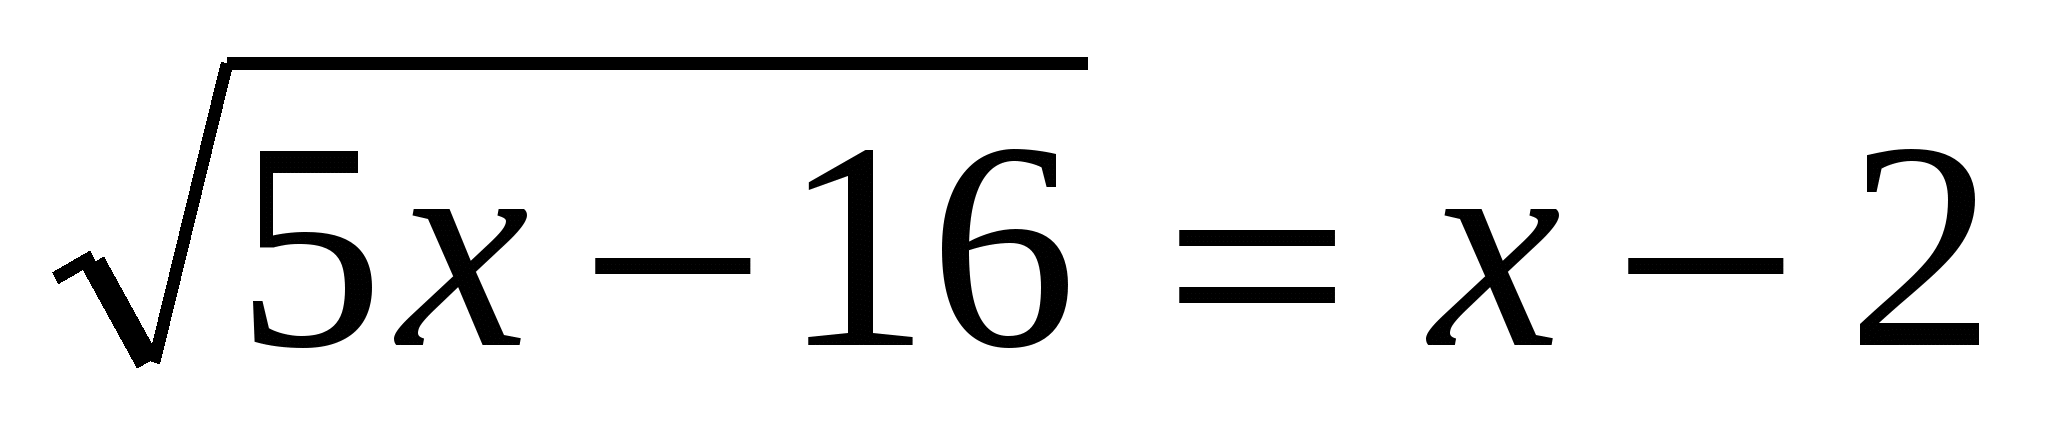 √5x − 16 = x − 2